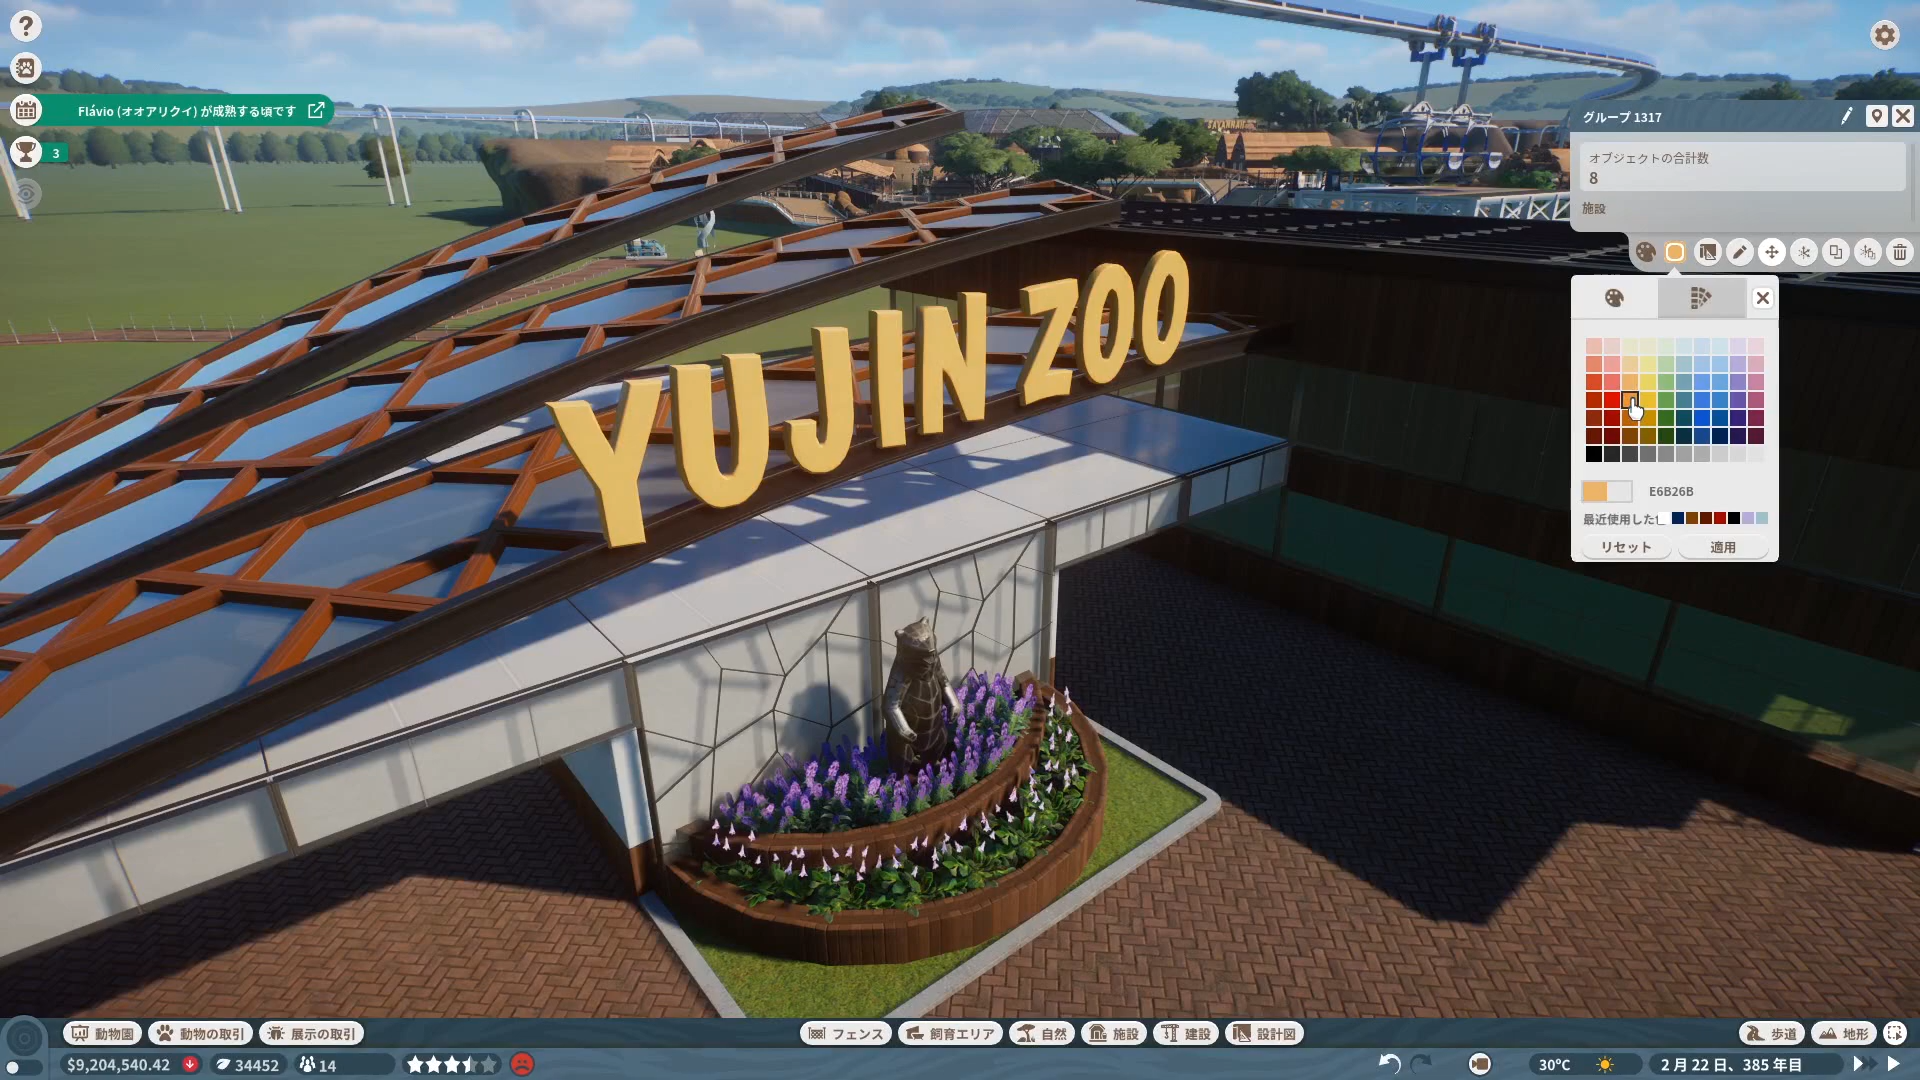 Flávio (オオアリクイ) が成熟する頃です
3
グループ 1317
オブジェクトの合計数
8
施設
SAVANNAH
YUJIN ZOO
E6B26B
最近使用した
リセット
適用
動物園
動物の取引
展示の取引
フェンス
飼育エリア
自然
施設
建設
設計図
歩道
地形
$9,204,540.42
34452
14
30°C
2 月 22 日、385 年目